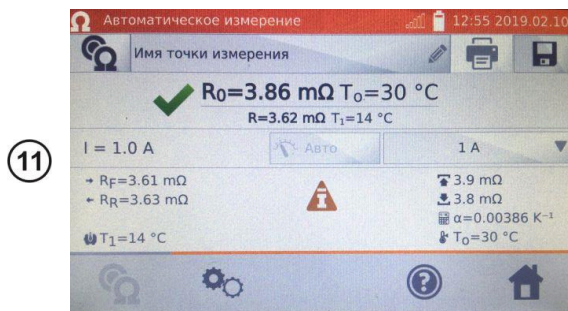 11
Автоматическое измерение 12:55 2019.02.10
Имя точки измерения
R₀=3.86 mΩ T₀=30 °C
R=3.62 mΩ T₁=14 °C
I = 1.0 A Авто 1 A
→ RF=3.61 mΩ 3.9 mΩ
← RR=3.63 mΩ 3.8 mΩ
α=0.00386 K⁻¹
T₁=14 °C T₀=30 °C